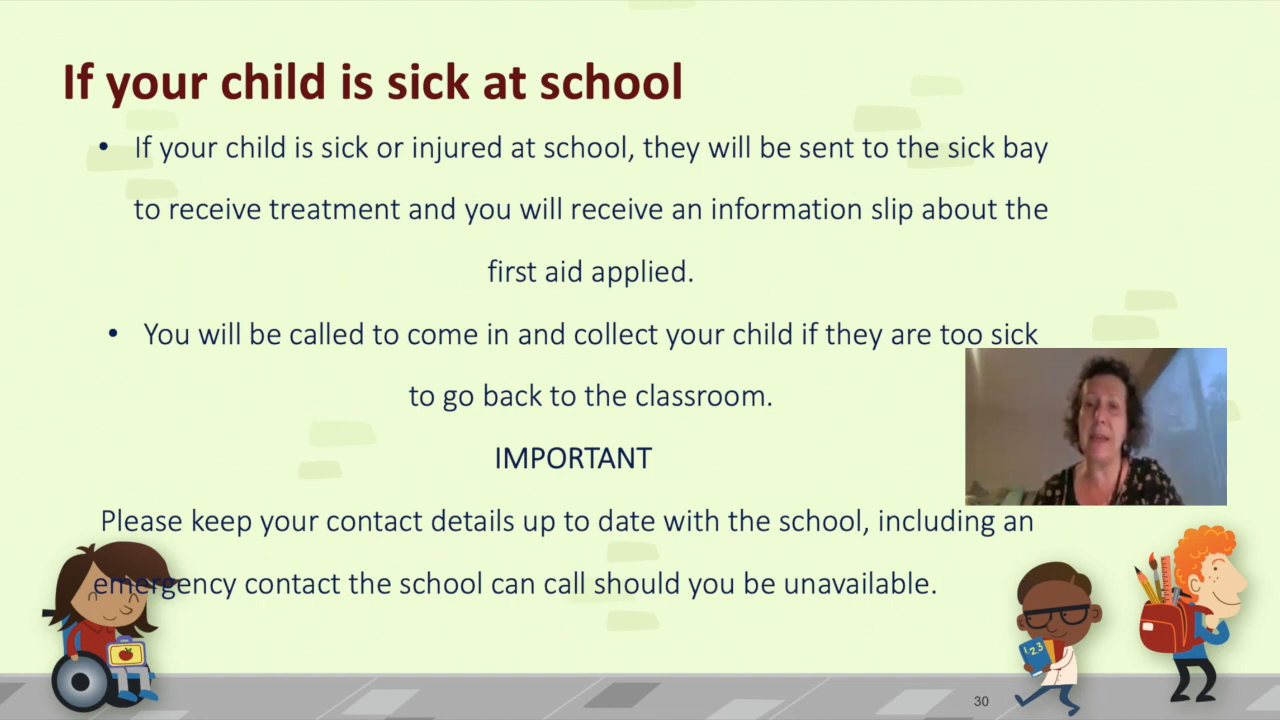 If your child is sick at school
• If your child is sick or injured at school, they will be sent to the sick bay
to receive treatment and you will receive an information slip about the
first aid applied.
• You will be called to come in and collect your child if they are too sick
to go back to the classroom.
IMPORTANT
Please keep your contact details up to date with the school, including an
emergency contact the school can call should you be unavailable.
123
30